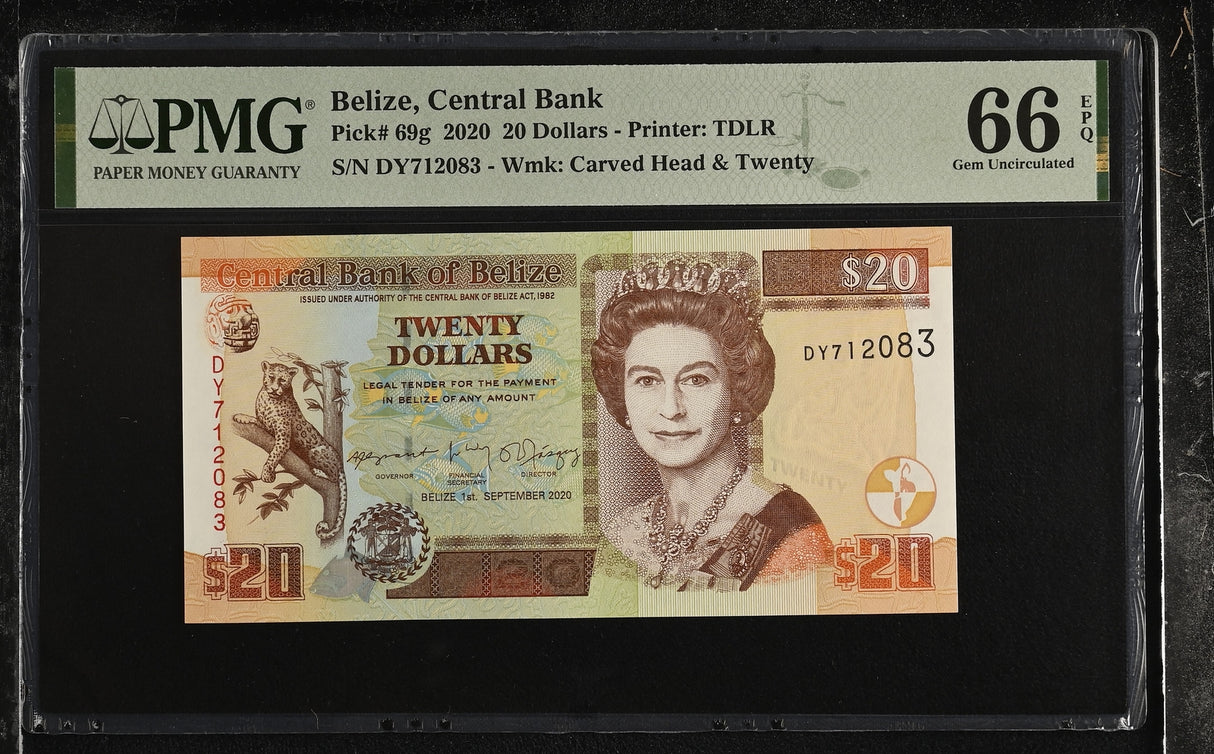 PMG®
PAPER MONEY GUARANTY
Belize, Central Bank
Pick# 69g 2020 20 Dollars - Printer: TDLR
S/N DY712083 - Wmk: Carved Head & Twenty
66
EPQ
Gem Uncirculated
Central Bank of Belize
ISSUED UNDER AUTHORITY OF THE CENTRAL BANK OF BELIZE ACT, 1982
$20
TWENTY
DOLLARS
DY712083
DY712083
LEGAL TENDER FOR THE PAYMENT
IN BELIZE OF ANY AMOUNT
GOVERNOR
FINANCIAL
SECRETARY
DIRECTOR
BELIZE 1st. SEPTEMBER 2020
TWENTY
$20
$20